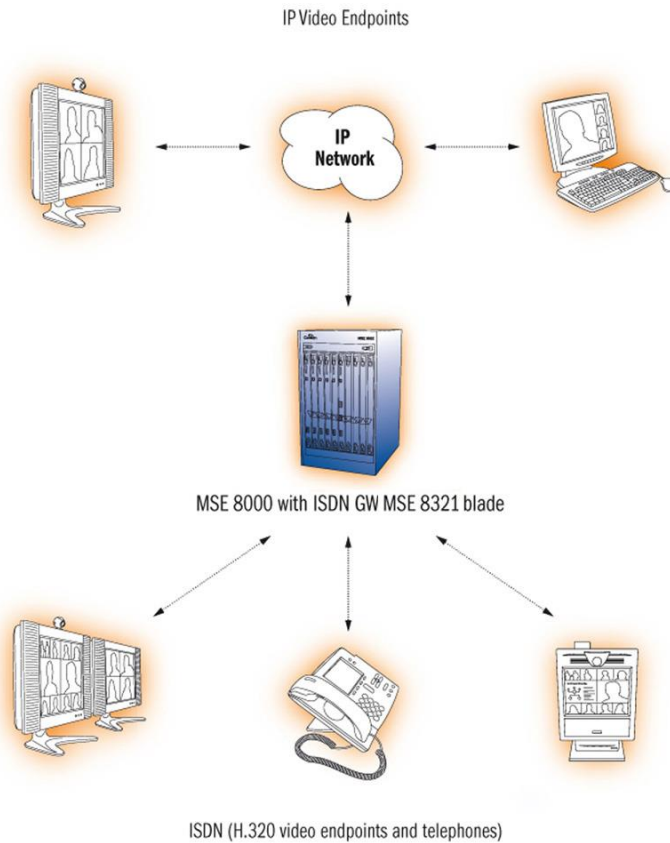 IP Video Endpoints
IP
Network
MSE 8000 with ISDN GW MSE 8321 blade
ISDN (H.320 video endpoints and telephones)